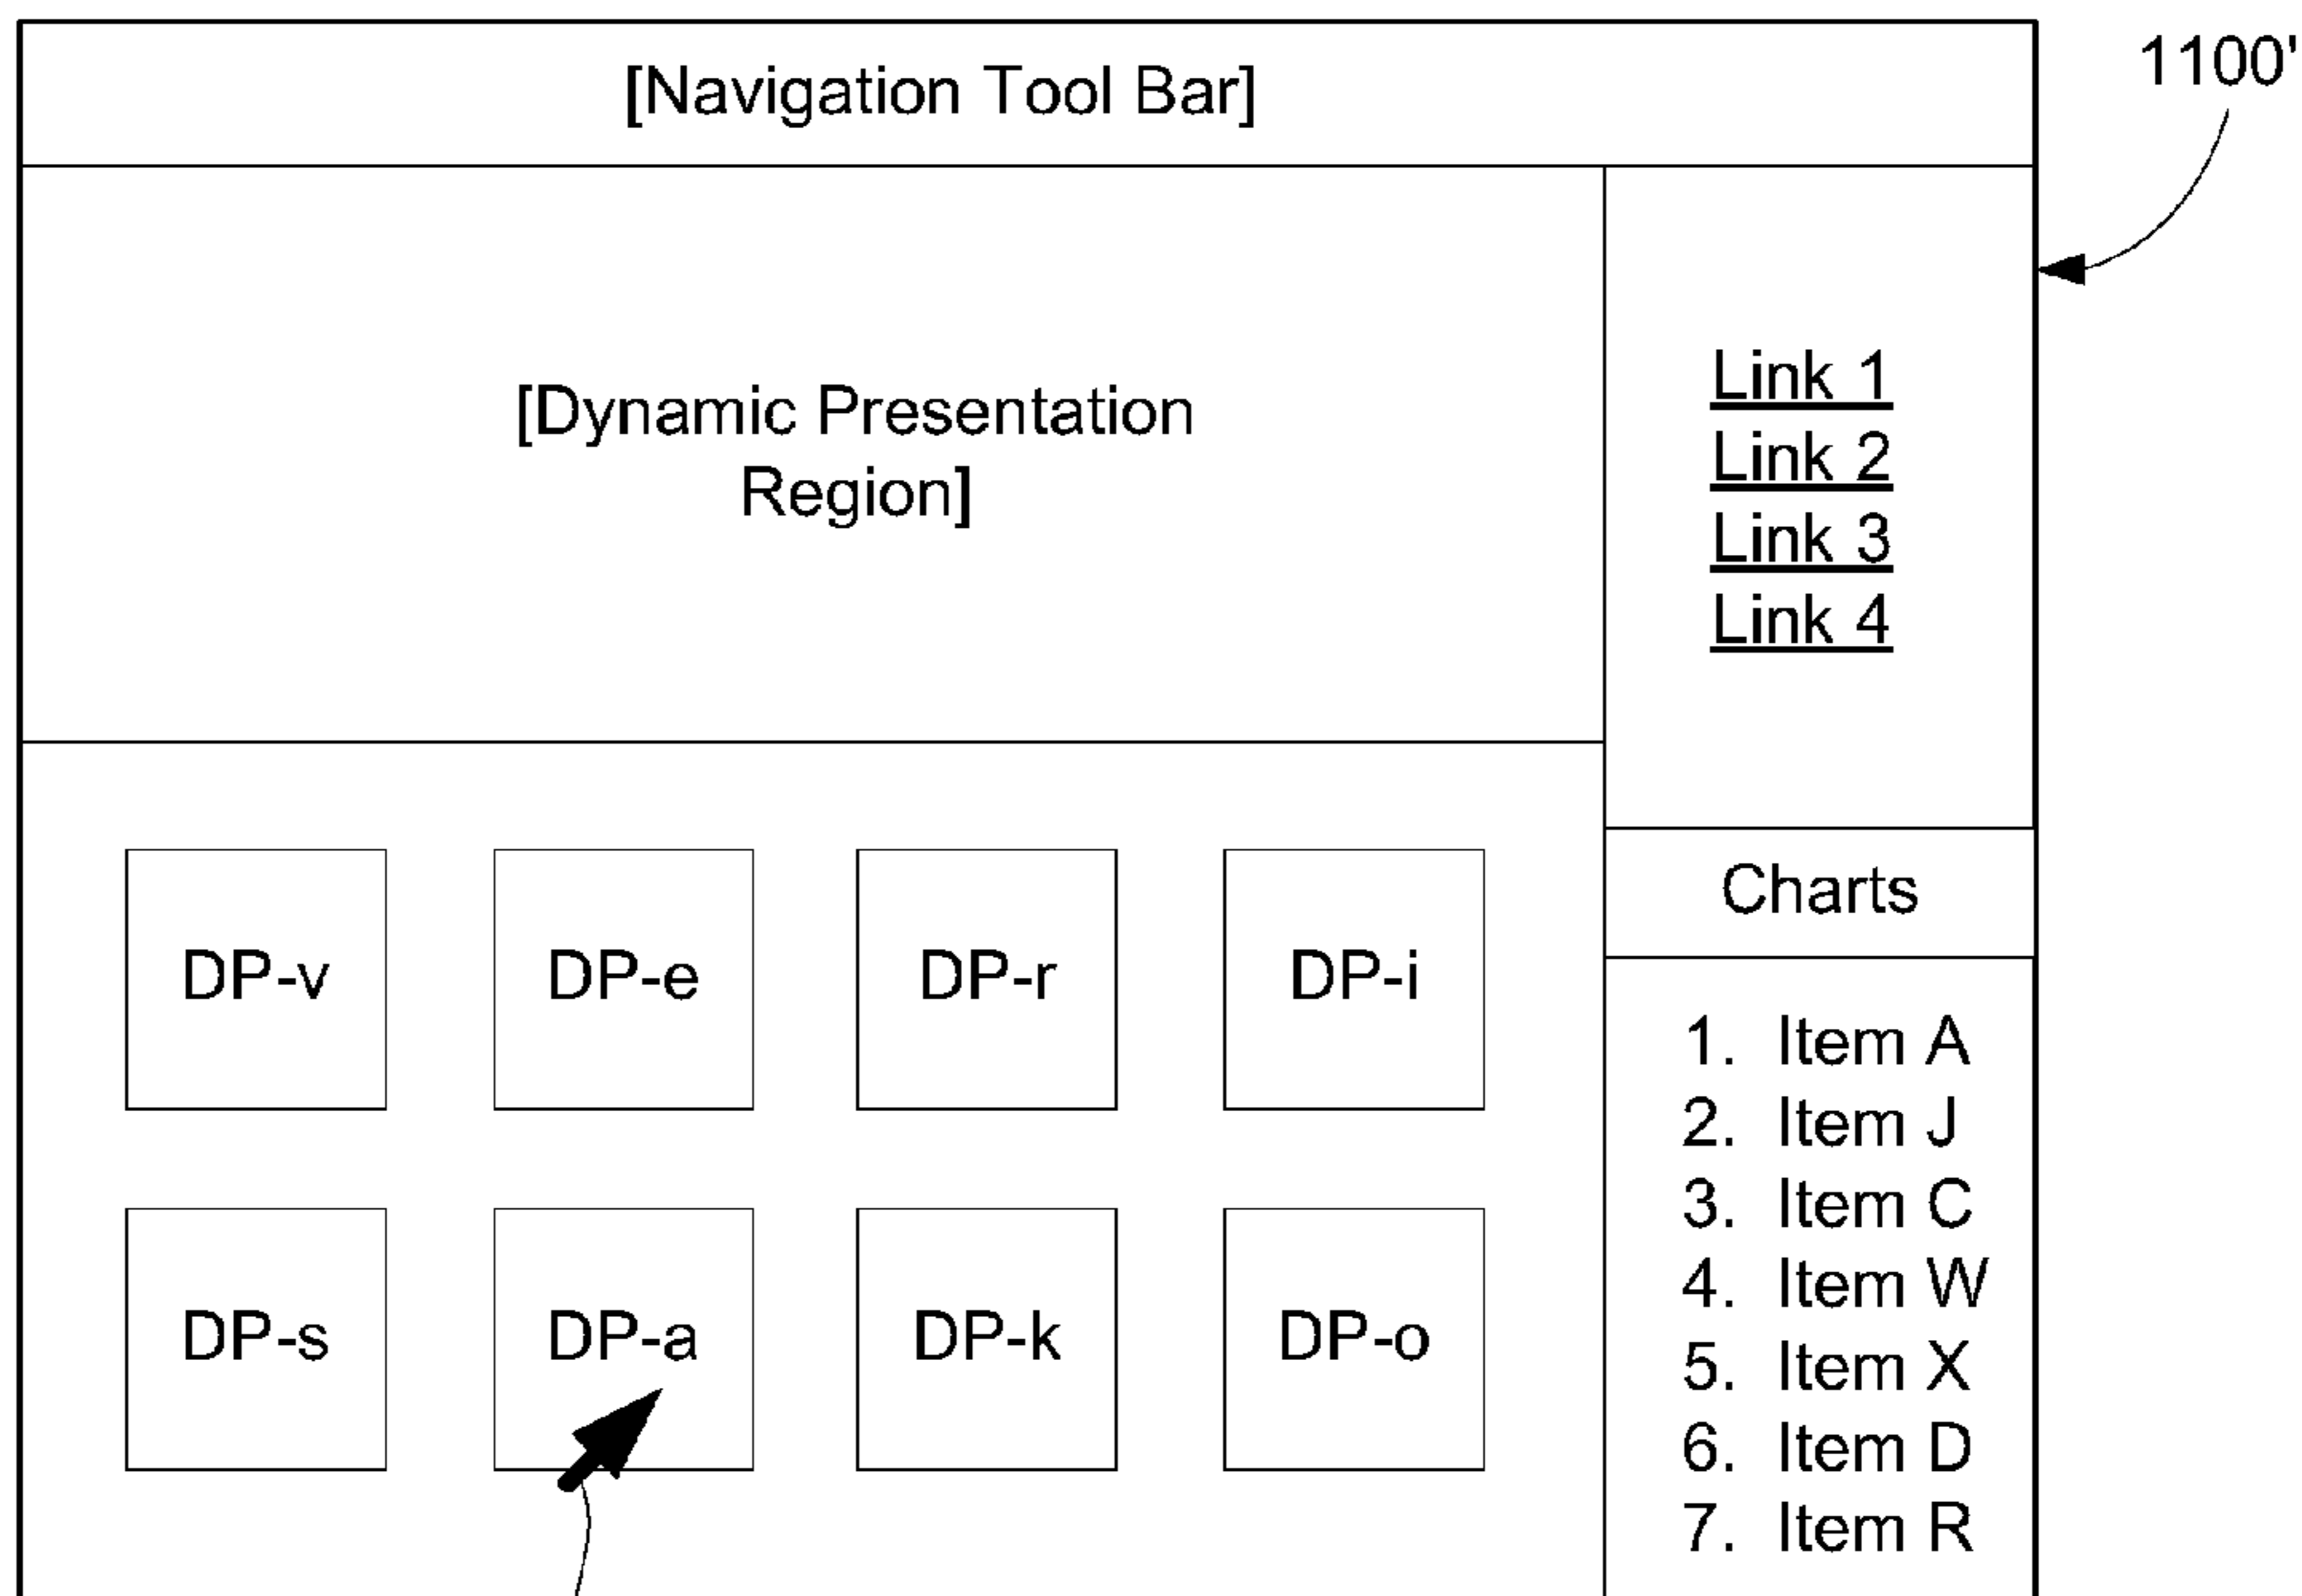 [Navigation Tool Bar]
1100'
[Dynamic Presentation
Region]
Link 1
Link 2
Link 3
Link 4
DP-v
DP-e
DP-r
DP-i
DP-s
DP-a
DP-k
DP-o
Charts
1. Item A
2. Item J
3. Item C
4. Item W
5. Item X
6. Item D
7. Item R